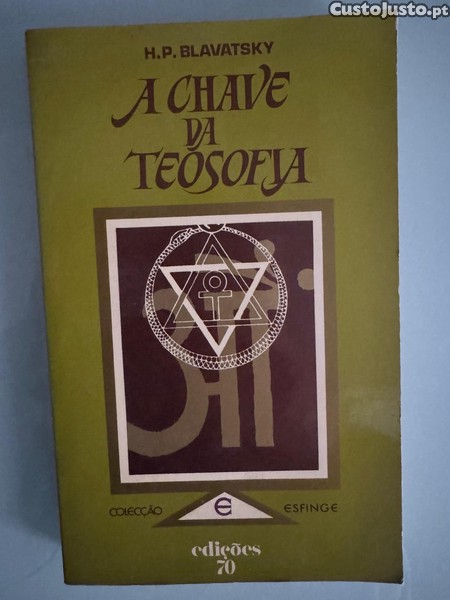 CustoJusto.pt
H.P. BLAVATSKY
A CHAVE
DA
TEOSOFIA
COLECÇÃO e ESFINGE
edições
70